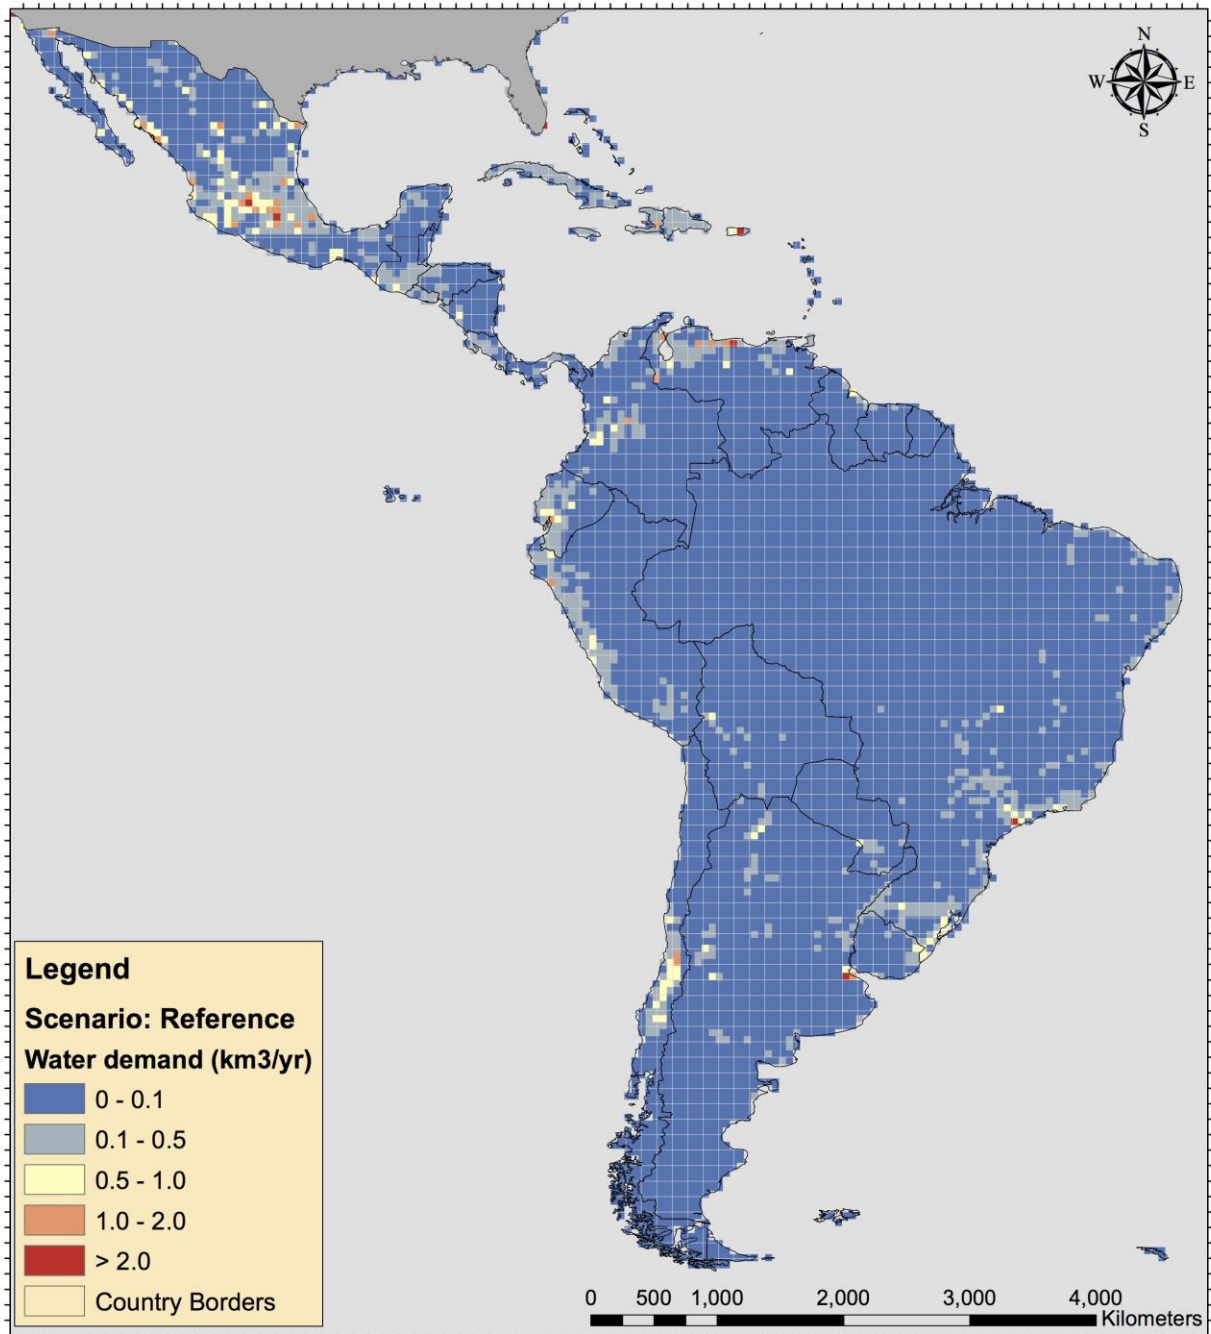 N
W E
S
Legend
Scenario: Reference
Water demand (km3/yr)
0 - 0.1
0.1 - 0.5
0.5 - 1.0
1.0 - 2.0
> 2.0
Country Borders
0 500 1,000 2,000 3,000 4,000
Kilometers